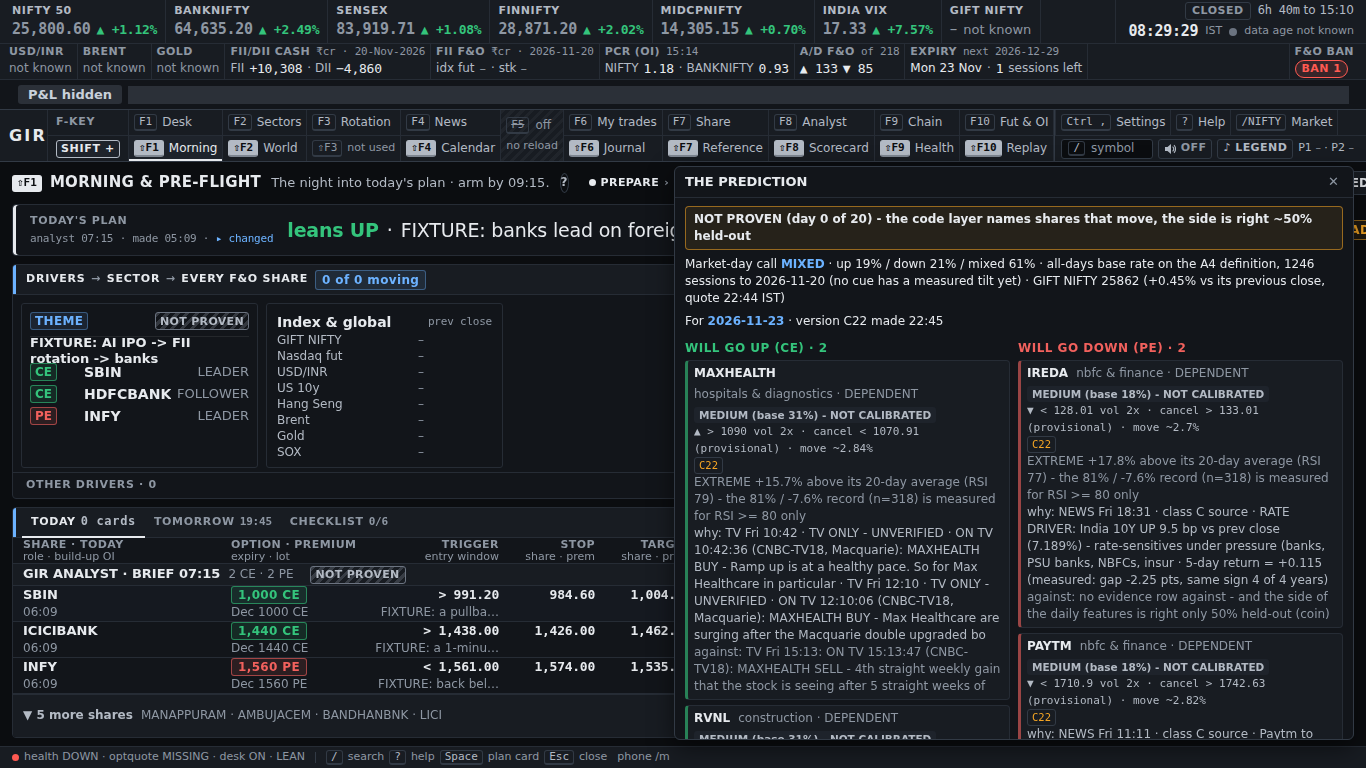 NIFTY 50
25,800.60 ▲ +1.12%
BANKNIFTY
64,635.20 ▲ +2.49%
SENSEX
83,919.71 ▲ +1.08%
FINNIFTY
28,871.20 ▲ +2.02%
MIDCPNIFTY
14,305.15 ▲ +0.70%
INDIA VIX
17.33 ▲ +7.57%
GIFT NIFTY
– not known
CLOSED 6h 40m to 15:10
08:29:29 IST ● data age not known
USD/INR
not known
BRENT
not known
GOLD
not known
FII/DII CASH ₹cr · 20-Nov-2026
FII +10,308 · DII −4,860
FII F&O ₹cr · 2026-11-20
idx fut – · stk –
PCR (OI) 15:14
NIFTY 1.18 · BANKNIFTY 0.93
A/D F&O of 218
▲ 133 ▼ 85
EXPIRY next 2026-12-29
Mon 23 Nov · 1 sessions left
F&O BAN
BAN 1
P&L hidden
GIR
F-KEY
F1 Desk
F2 Sectors
F3 Rotation
F4 News
F5 off
F6 My trades
F7 Share
F8 Analyst
F9 Chain
F10 Fut & OI
Ctrl , Settings
? Help
/NIFTY Market
SHIFT +
⇧F1 Morning
⇧F2 World
⇧F3 not used
⇧F4 Calendar
no reload
⇧F6 Journal
⇧F7 Reference
⇧F8 Scorecard
⇧F9 Health
⇧F10 Replay
/ symbol
OFF
♪ LEGEND
P1 – · P2 –
⇧F1 MORNING & PRE-FLIGHT The night into today's plan · arm by 09:15. ? ● PREPARE ›
TODAY'S PLAN
analyst 07:15 · made 05:09 · ▸ changed
leans UP · FIXTURE: banks lead on foreig
DRIVERS → SECTOR → EVERY F&O SHARE 0 of 0 moving
THEME NOT PROVEN
FIXTURE: AI IPO -> FII
rotation -> banks
CE SBIN LEADER
CE HDFCBANK FOLLOWER
PE INFY LEADER
Index & global prev close
GIFT NIFTY –
Nasdaq fut –
USD/INR –
US 10y –
Hang Seng –
Brent –
Gold –
SOX –
OTHER DRIVERS · 0
TODAY 0 cards TOMORROW 19:45 CHECKLIST 0/6
SHARE · TODAY OPTION · PREMIUM TRIGGER STOP TARG
role · build-up OI expiry · lot entry window share · prem share · pr
GIR ANALYST · BRIEF 07:15 2 CE · 2 PE NOT PROVEN
SBIN 1,000 CE > 991.20 984.60 1,004.
06:09 Dec 1000 CE FIXTURE: a pullba…
ICICIBANK 1,440 CE > 1,438.00 1,426.00 1,462.
06:09 Dec 1440 CE FIXTURE: a 1-minu…
INFY 1,560 PE < 1,561.00 1,574.00 1,535.
06:09 Dec 1560 PE FIXTURE: back bel…
▼ 5 more shares MANAPPURAM · AMBUJACEM · BANDHANBNK · LICI
THE PREDICTION ✕
NOT PROVEN (day 0 of 20) - the code layer names shares that move, the side is right ~50%
held-out
Market-day call MIXED · up 19% / down 21% / mixed 61% · all-days base rate on the A4 definition, 1246
sessions to 2026-11-20 (no cue has a measured tilt yet) · GIFT NIFTY 25862 (+0.45% vs its previous close,
quote 22:44 IST)
For 2026-11-23 · version C22 made 22:45
WILL GO UP (CE) · 2
MAXHEALTH
hospitals & diagnostics · DEPENDENT
MEDIUM (base 31%) - NOT CALIBRATED
▲ > 1090 vol 2x · cancel < 1070.91
(provisional) · move ~2.84%
C22
EXTREME +15.7% above its 20-day average (RSI
79) - the 81% / -7.6% record (n=318) is measured
for RSI >= 80 only
why: TV Fri 10:42 · TV ONLY - UNVERIFIED · ON TV
10:42:36 (CNBC-TV18, Macquarie): MAXHEALTH
BUY - Ramp up is at a healthy pace. So for Max
Healthcare in particular · TV Fri 12:10 · TV ONLY -
UNVERIFIED · ON TV 12:10:06 (CNBC-TV18,
Macquarie): MAXHEALTH BUY - Max Healthcare are
surging after the Macquarie double upgraded bo
against: TV Fri 15:13: ON TV 15:13:47 (CNBC-
TV18): MAXHEALTH SELL - 4th straight weekly gain
that the stock is seeing after 5 straight weeks of
RVNL construction · DEPENDENT
MEDIUM (base 31%) - NOT CALIBRATED
WILL GO DOWN (PE) · 2
IREDA nbfc & finance · DEPENDENT
MEDIUM (base 18%) - NOT CALIBRATED
▼ < 128.01 vol 2x · cancel > 133.01
(provisional) · move ~2.7%
C22
EXTREME +17.8% above its 20-day average (RSI
77) - the 81% / -7.6% record (n=318) is measured
for RSI >= 80 only
why: NEWS Fri 18:31 · class C source · RATE
DRIVER: India 10Y UP 9.5 bp vs prev close
(7.189%) - rate-sensitives under pressure (banks,
PSU banks, NBFCs, insur · 5-day return = +0.115
(measured: gap -2.25 pts, same sign 4 of 4 years)
against: no evidence row against - and the side of
the daily features is right only 50% held-out (coin)
PAYTM nbfc & finance · DEPENDENT
MEDIUM (base 18%) - NOT CALIBRATED
▼ < 1710.9 vol 2x · cancel > 1742.63
(provisional) · move ~2.82%
C22
why: NEWS Fri 11:11 · class C source · Paytm to
● health DOWN · optquote MISSING · desk ON · LEAN / search ? help Space plan card Esc close phone /m